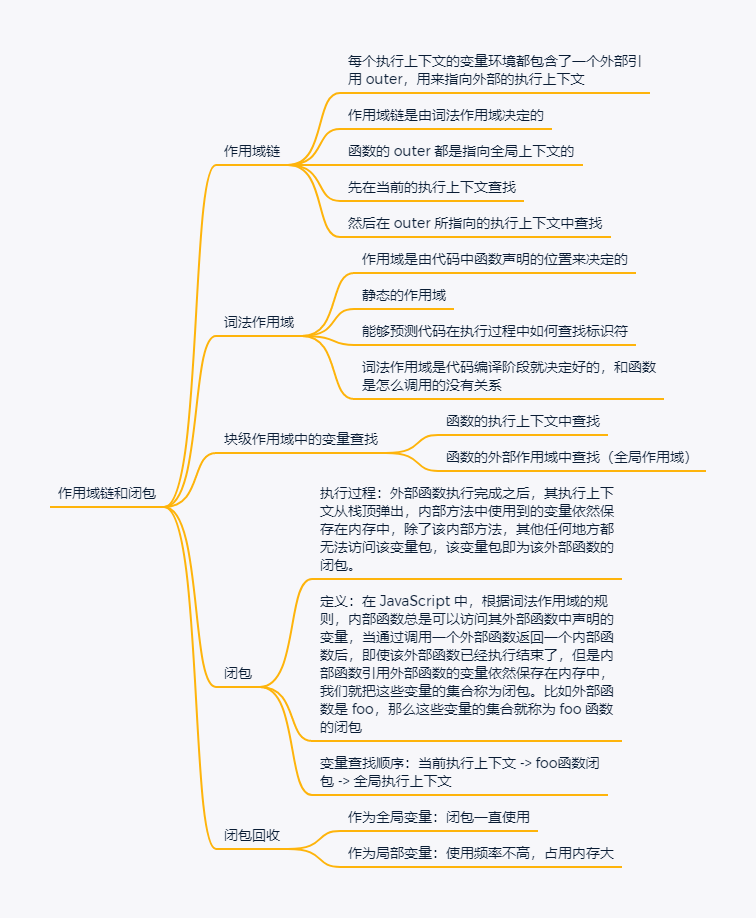 作用域链和闭包
作用域链
每个执行上下文的变量环境都包含了一个外部引
用 outer，用来指向外部的执行上下文
作用域链是由词法作用域决定的
函数的 outer 都是指向全局上下文的
先在当前的执行上下文查找
然后在 outer 所指向的执行上下文中查找
词法作用域
作用域是由代码中函数声明的位置来决定的
静态的作用域
能够预测代码在执行过程中如何查找标识符
词法作用域是代码编译阶段就决定好的，和函数
是怎么调用的没有关系
块级作用域中的变量查找
函数的执行上下文中查找
函数的外部作用域中查找（全局作用域）
闭包
执行过程：外部函数执行完成之后，其执行上下
文从栈顶弹出，内部方法中使用到的变量依然保
存在内存中，除了该内部方法，其他任何地方都
无法访问该变量包，该变量包即为该外部函数的
闭包。
定义：在 JavaScript 中，根据词法作用域的规
则，内部函数总是可以访问其外部函数中声明的
变量，当通过调用一个外部函数返回一个内部函
数后，即使该外部函数已经执行结束了，但是内
部函数引用外部函数的变量依然保存在内存中，
我们就把这些变量的集合称为闭包。比如外部函
数是 foo，那么这些变量的集合就称为 foo 函数
的闭包
变量查找顺序：当前执行上下文 -> foo函数闭
包 -> 全局执行上下文
闭包回收
作为全局变量：闭包一直使用
作为局部变量：使用频率不高，占用内存大